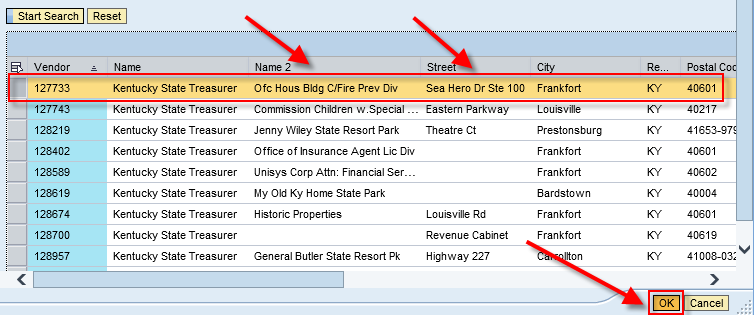 Start Search Reset
Vendor Name Name 2 Street City Re... Postal Cod
127733 Kentucky State Treasurer Ofc Hous Bldg C/Fire Prev Div Sea Hero Dr Ste 100 Frankfort KY 40601
127743 Kentucky State Treasurer Commission Children w.Special ... Eastern Parkway Louisville KY 40217
128219 Kentucky State Treasurer Jenny Wiley State Resort Park Theatre Ct Prestonsburg KY 41653-979
128402 Kentucky State Treasurer Office of Insurance Agent Lic Div Frankfort KY 40601
128589 Kentucky State Treasurer Unisys Corp Attn: Financial Ser... Frankfort KY 40602
128619 Kentucky State Treasurer My Old Ky Home State Park Bardstown KY 40004
128674 Kentucky State Treasurer Historic Properties Louisville Rd Frankfort KY 40601
128700 Kentucky State Treasurer Revenue Cabinet Frankfort KY 40619
128957 Kentucky State Treasurer General Butler State Resort Pk Highway 227 Carrollton KY 41008-032
OK Cancel